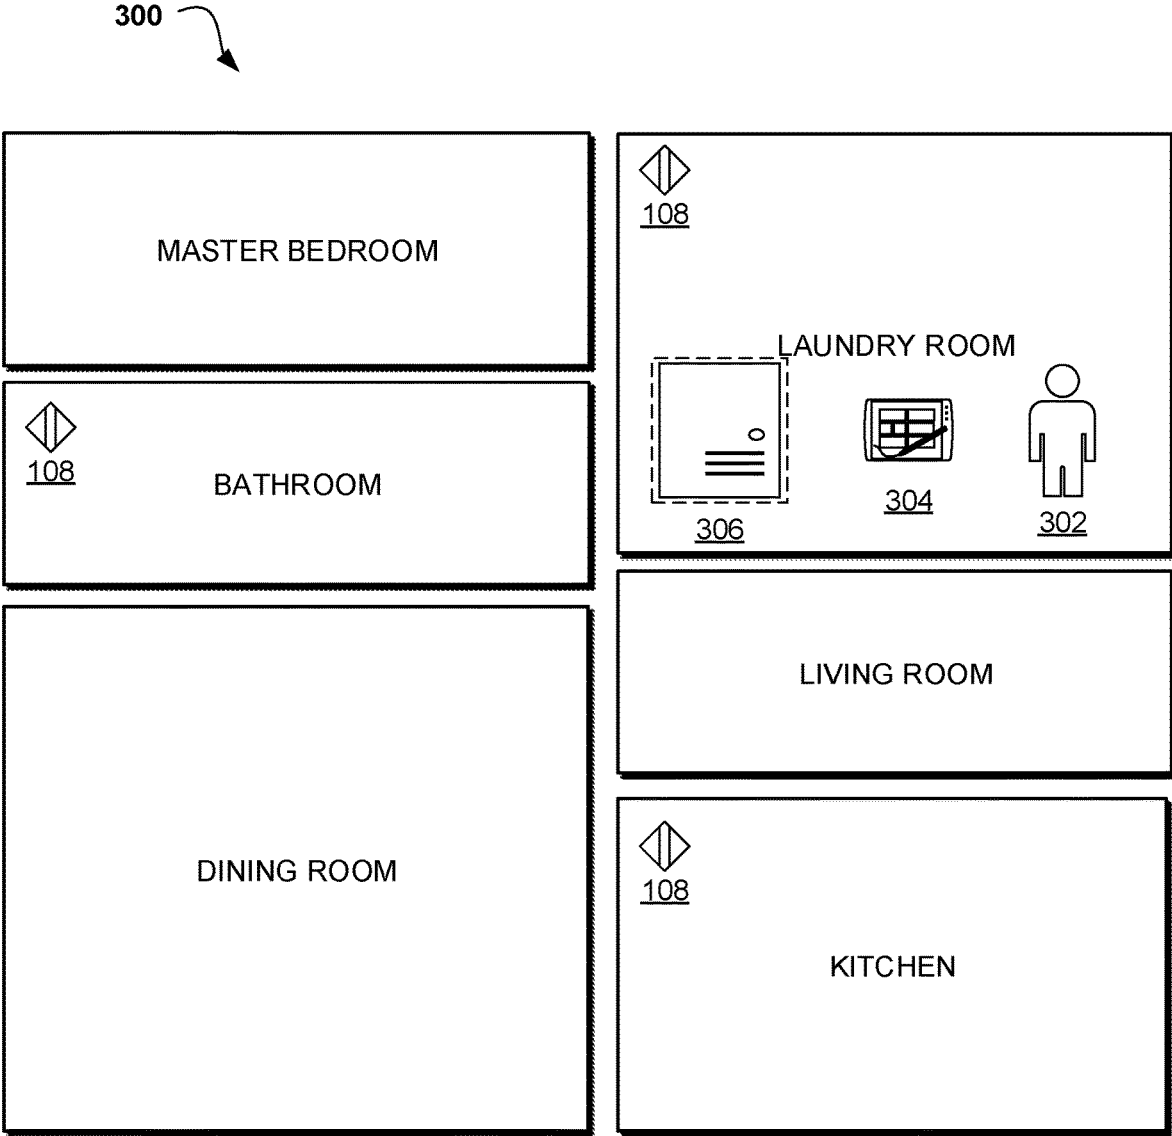 300
MASTER BEDROOM
108
LAUNDRY ROOM
306
304
302
108
BATHROOM
LIVING ROOM
DINING ROOM
108
KITCHEN